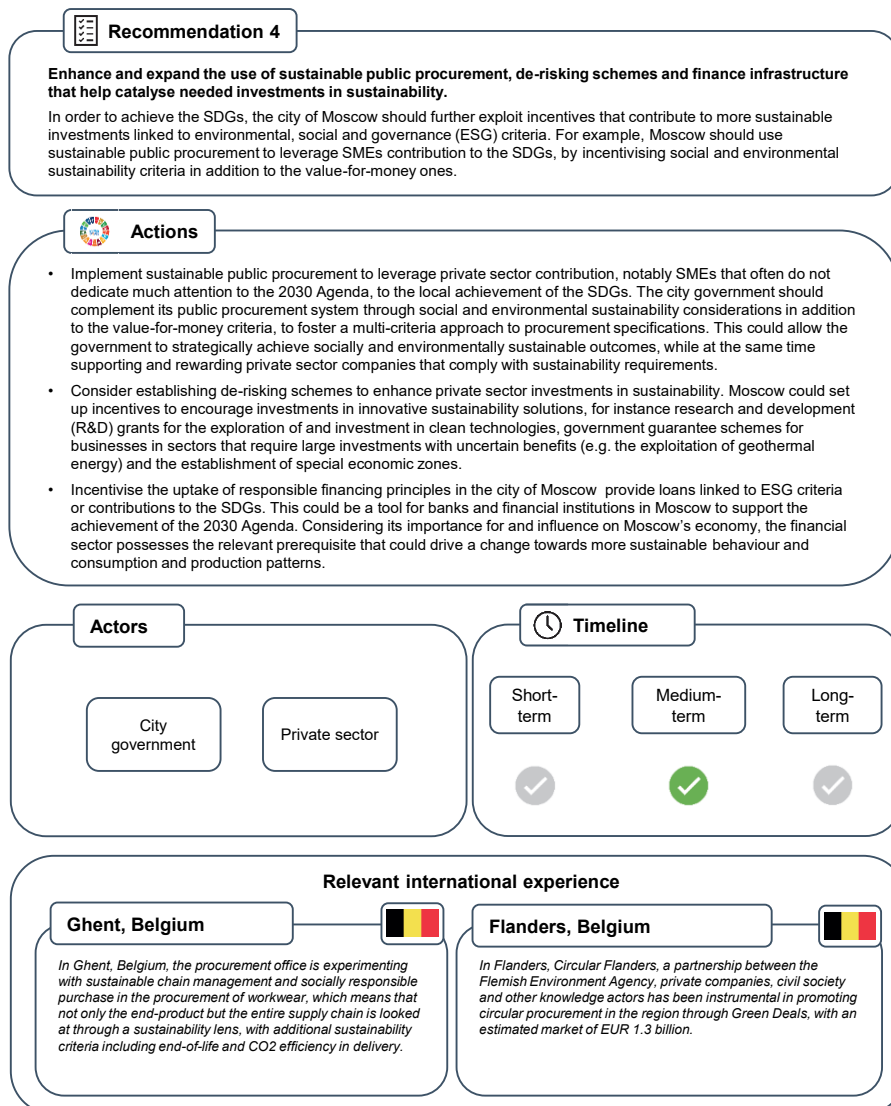 Recommendation 4
Enhance and expand the use of sustainable public procurement, de-risking schemes and finance infrastructure
that help catalyse needed investments in sustainability.
In order to achieve the SDGs, the city of Moscow should further exploit incentives that contribute to more sustainable
investments linked to environmental, social and governance (ESG) criteria. For example, Moscow should use
sustainable public procurement to leverage SMEs contribution to the SDGs, by incentivising social and environmental
sustainability criteria in addition to the value-for-money ones.
Actions
• Implement sustainable public procurement to leverage private sector contribution, notably SMEs that often do not
dedicate much attention to the 2030 Agenda, to the local achievement of the SDGs. The city government should
complement its public procurement system through social and environmental sustainability considerations in addition
to the value-for-money criteria, to foster a multi-criteria approach to procurement specifications. This could allow the
government to strategically achieve socially and environmentally sustainable outcomes, while at the same time
supporting and rewarding private sector companies that comply with sustainability requirements.
• Consider establishing de-risking schemes to enhance private sector investments in sustainability. Moscow could set
up incentives to encourage investments in innovative sustainability solutions, for instance research and development
(R&D) grants for the exploration of and investment in clean technologies, government guarantee schemes for
businesses in sectors that require large investments with uncertain benefits (e.g. the exploitation of geothermal
energy) and the establishment of special economic zones.
• Incentivise the uptake of responsible financing principles in the city of Moscow provide loans linked to ESG criteria
or contributions to the SDGs. This could be a tool for banks and financial institutions in Moscow to support the
achievement of the 2030 Agenda. Considering its importance for and influence on Moscow's economy, the financial
sector possesses the relevant prerequisite that could drive a change towards more sustainable behaviour and
consumption and production patterns.
Actors
City
government
Private sector
Timeline
Short-
term
Medium-
term
Long-
term
Relevant international experience
Ghent, Belgium
In Ghent, Belgium, the procurement office is experimenting
with sustainable chain management and socially responsible
purchase in the procurement of workwear, which means that
not only the end-product but the entire supply chain is looked
at through a sustainability lens, with additional sustainability
criteria including end-of-life and CO2 efficiency in delivery.
Flanders, Belgium
In Flanders, Circular Flanders, a partnership between the
Flemish Environment Agency, private companies, civil society
and other knowledge actors has been instrumental in promoting
circular procurement in the region through Green Deals, with an
estimated market of EUR 1.3 billion.